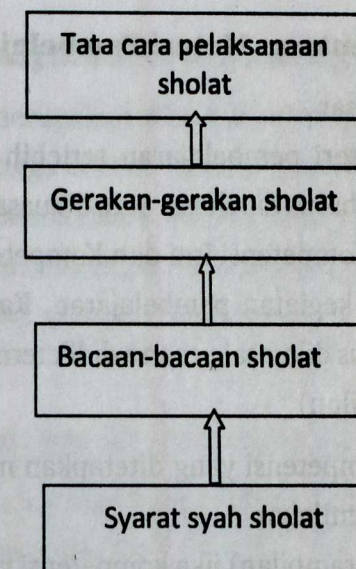 Tata cara pelaksanaan
sholat
Gerakan-gerakan sholat
Bacaan-bacaan sholat
Syarat syah sholat